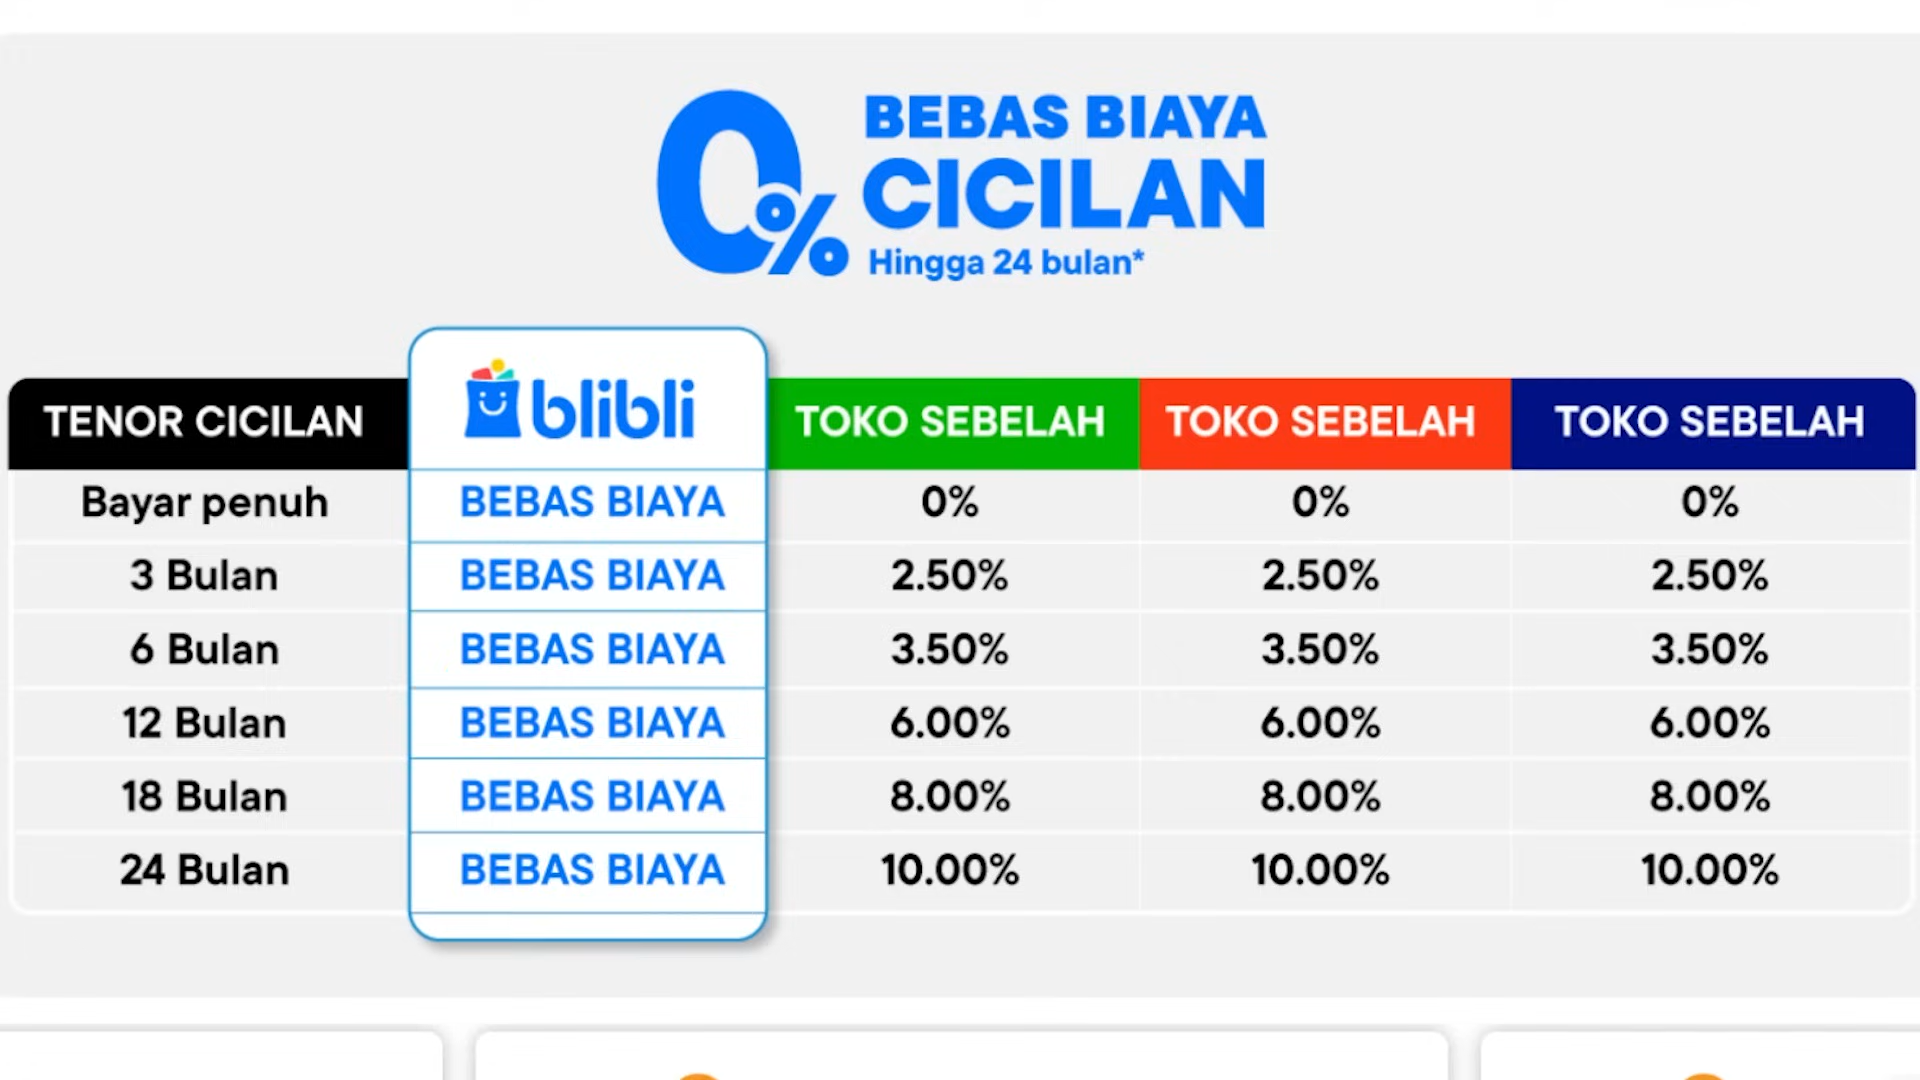 0% BEBAS BIAYA
CICILAN
Hingga 24 bulan*
TENOR CICILAN blibli TOKO SEBELAH TOKO SEBELAH TOKO SEBELAH
Bayar penuh BEBAS BIAYA 0% 0% 0%
3 Bulan BEBAS BIAYA 2.50% 2.50% 2.50%
6 Bulan BEBAS BIAYA 3.50% 3.50% 3.50%
12 Bulan BEBAS BIAYA 6.00% 6.00% 6.00%
18 Bulan BEBAS BIAYA 8.00% 8.00% 8.00%
24 Bulan BEBAS BIAYA 10.00% 10.00% 10.00%